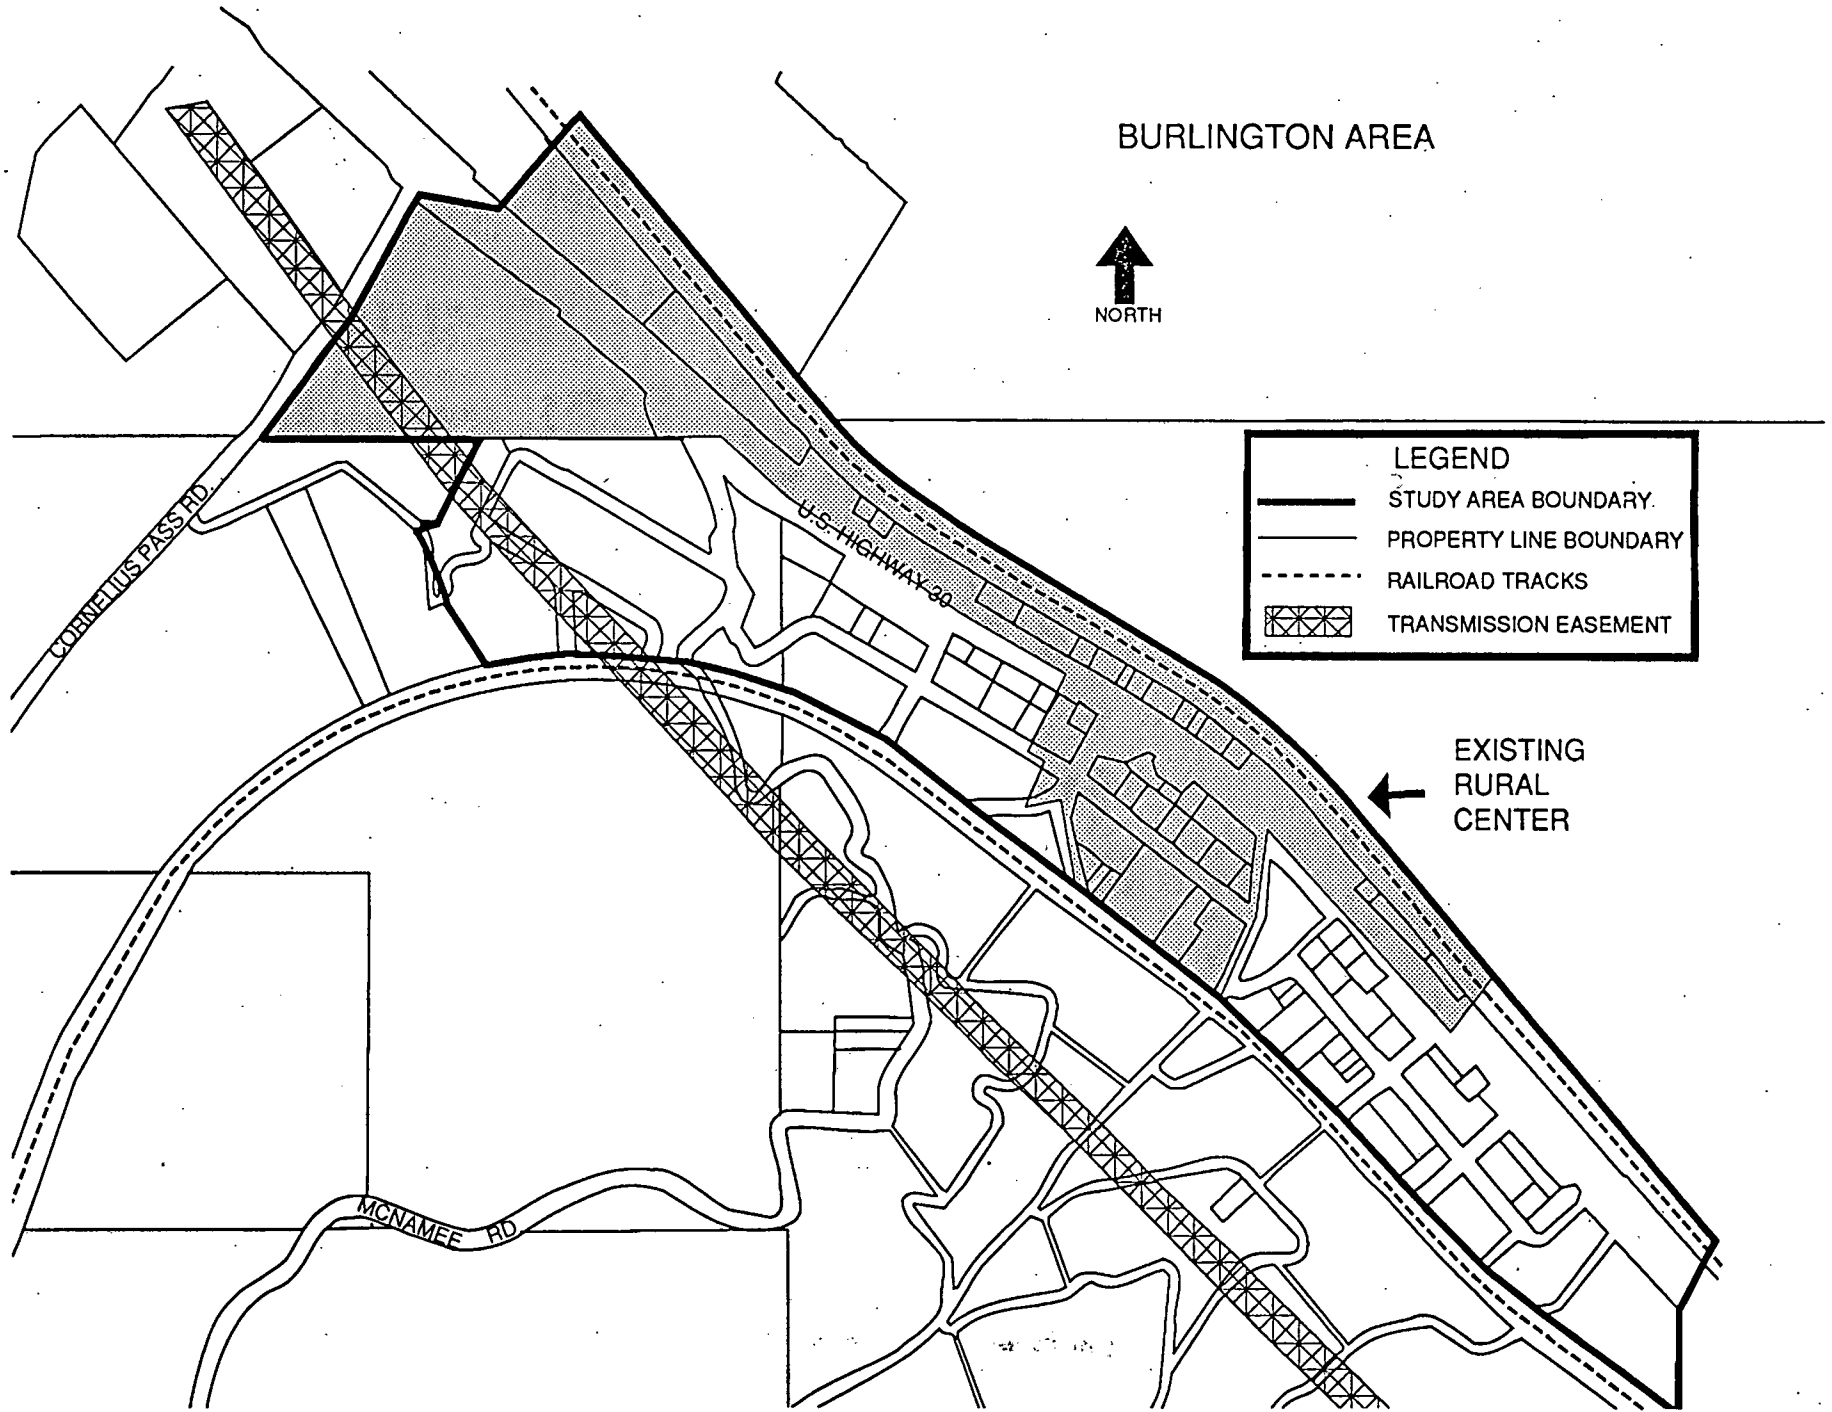 BURLINGTON AREA
NORTH
LEGEND
STUDY AREA BOUNDARY
PROPERTY LINE BOUNDARY
RAILROAD TRACKS
TRANSMISSION EASEMENT
U.S. HIGHWAY 30
CORNELIUS PASS RD.
EXISTING
RURAL
CENTER
MCNAMEE RD